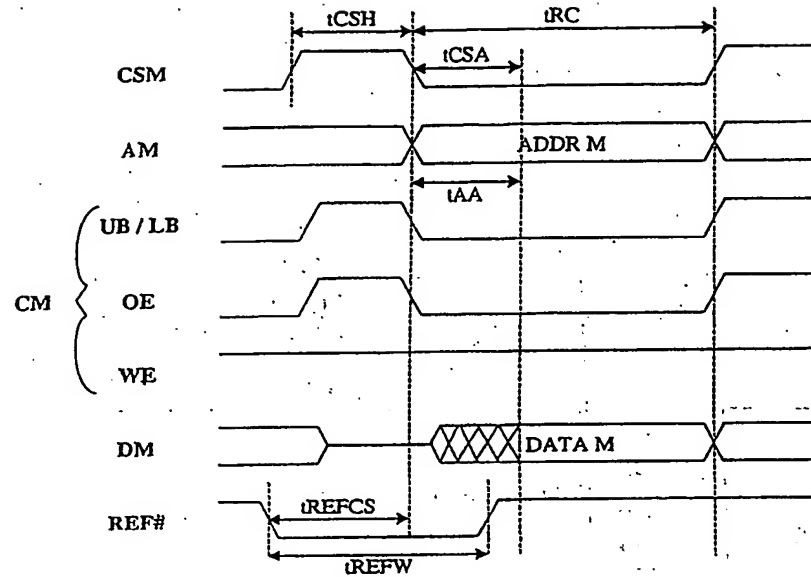 tCSH
tRC
CSM
tCSA
AM
ADDR M
tAA
UB / LB
CM
OE
WE
DM
DATA M
REF#
tREFCS
tREFW